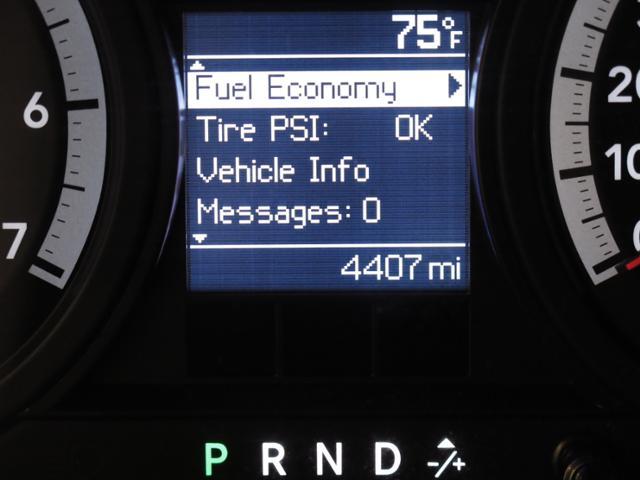 75°F
Fuel Economy
Tire PSI: OK
Vehicle Info
Messages: 0
4407 mi
6
7
20
10
0
P R N D -/+